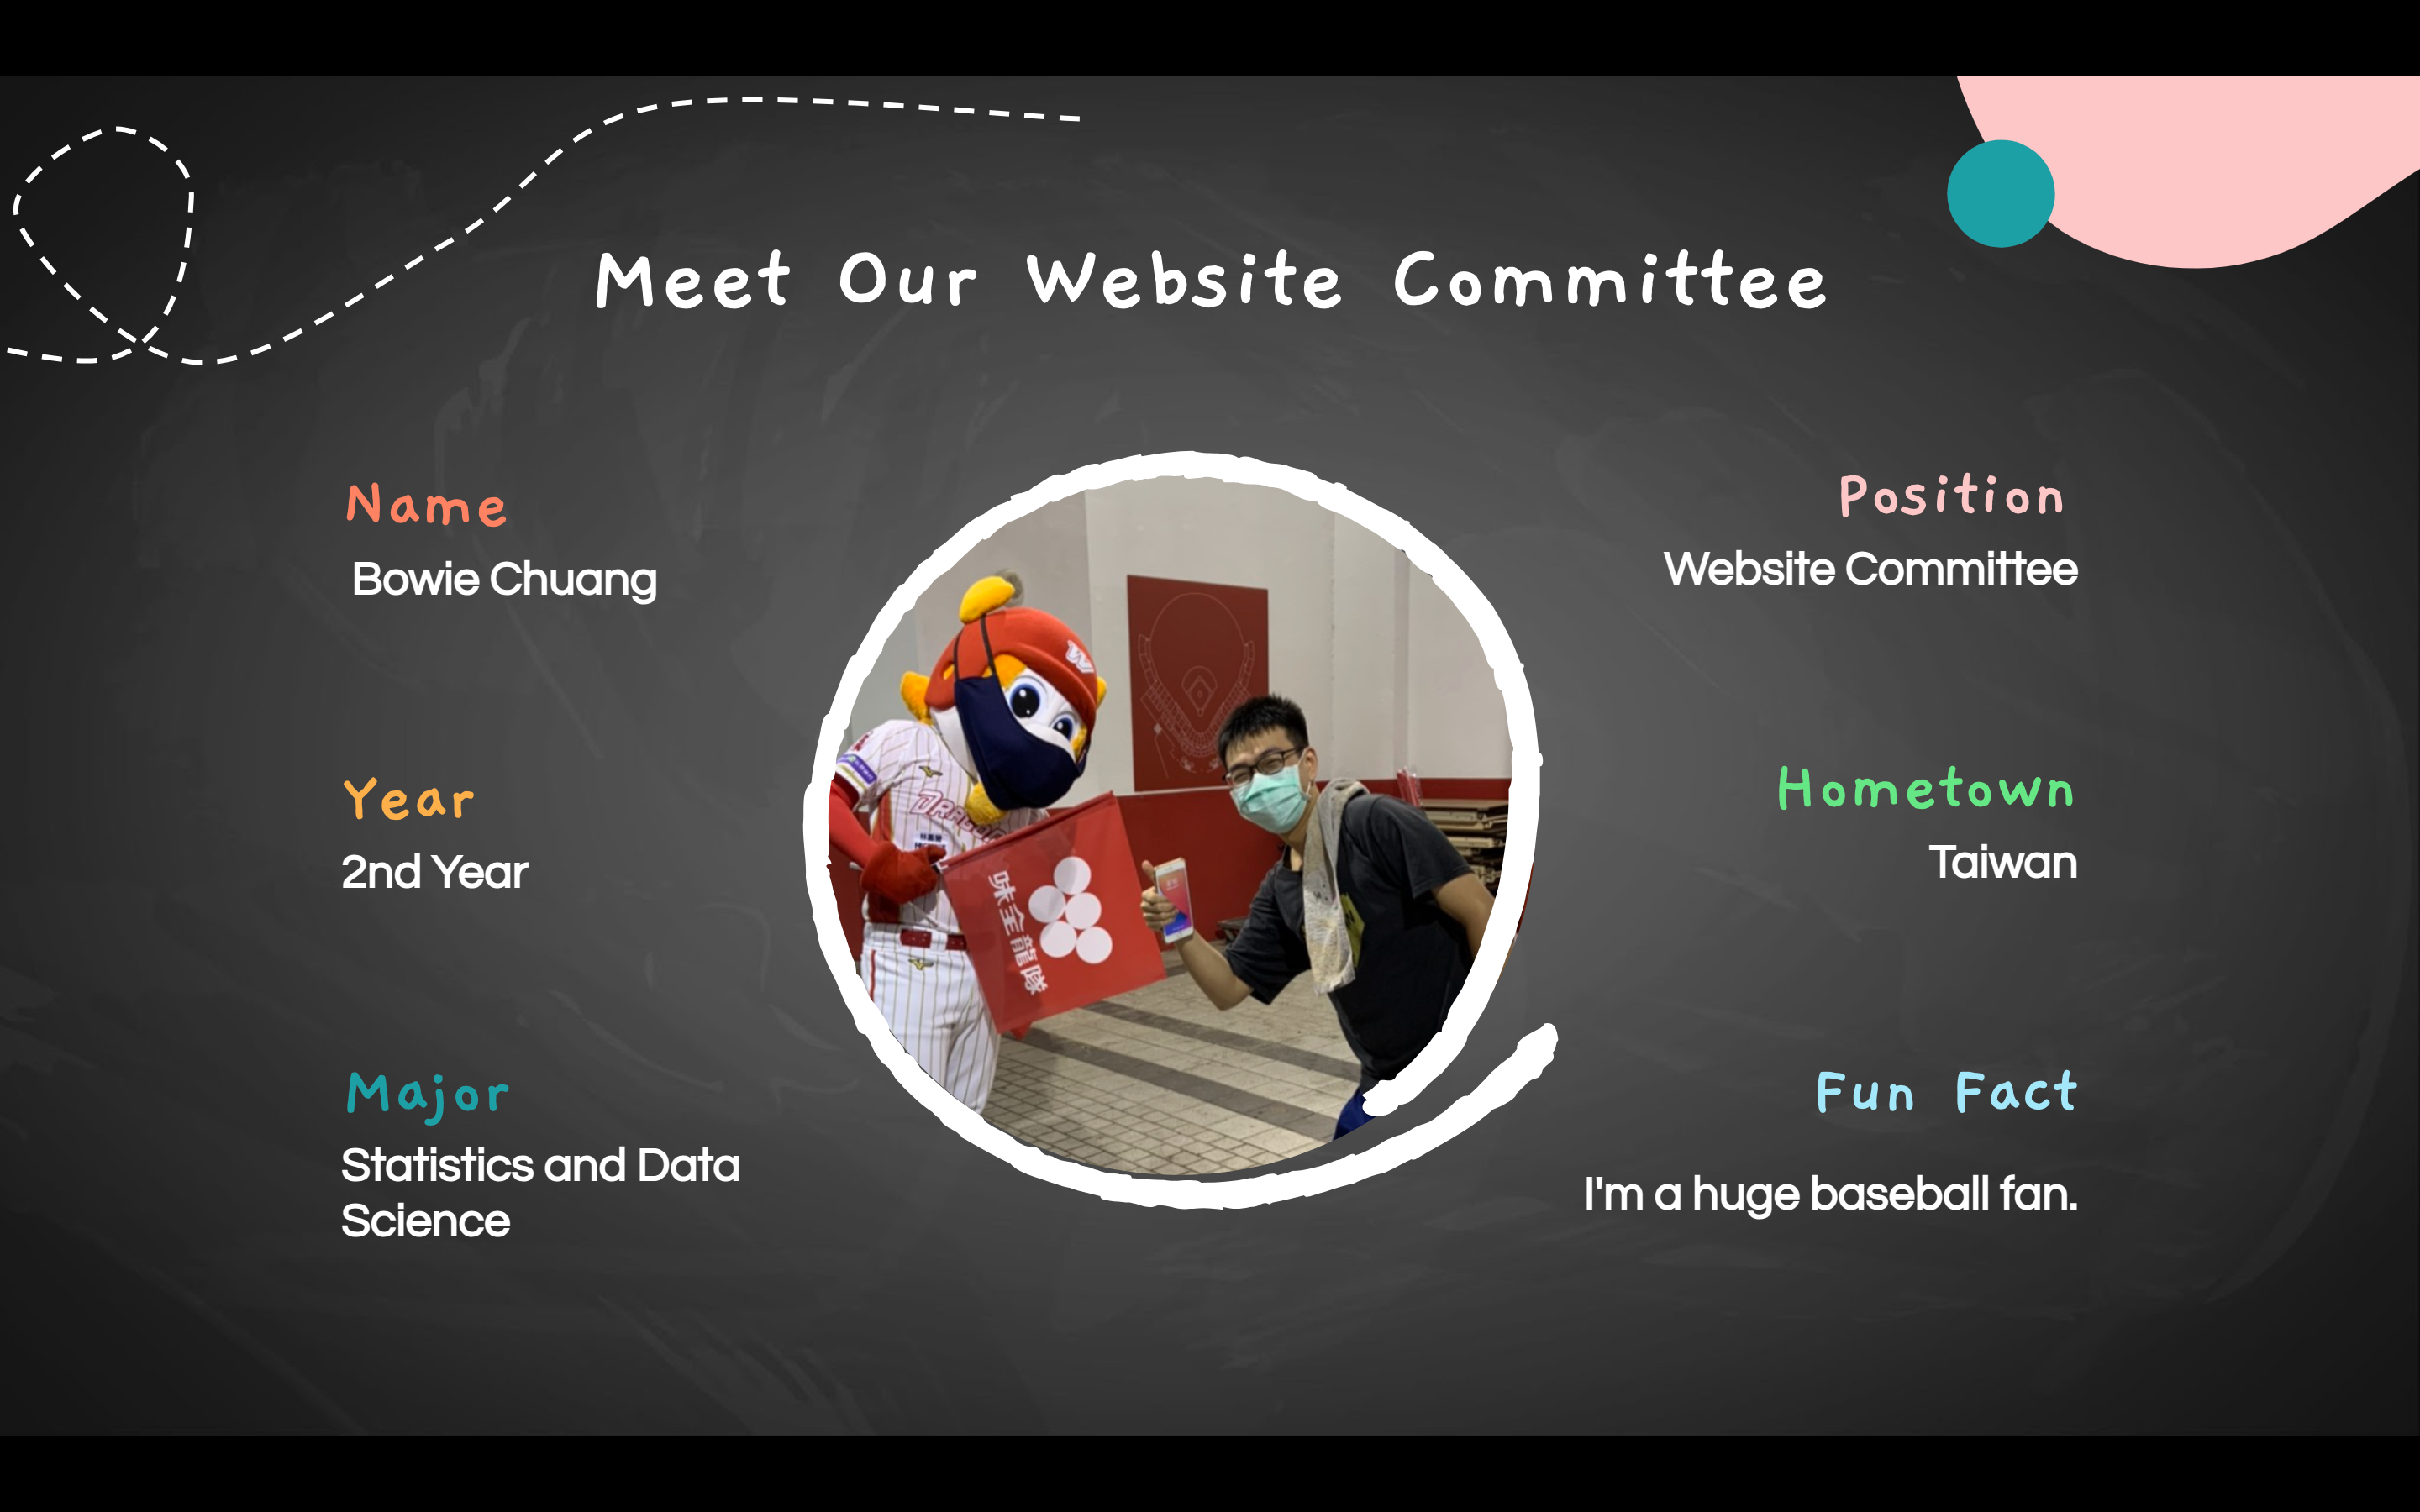 Meet Our Website Committee
Name
Bowie Chuang
Year
2nd Year
Major
Statistics and Data
Science
W
DRAGONS
味全龍隊
Position
Website Committee
Hometown
Taiwan
Fun Fact
I'm a huge baseball fan.